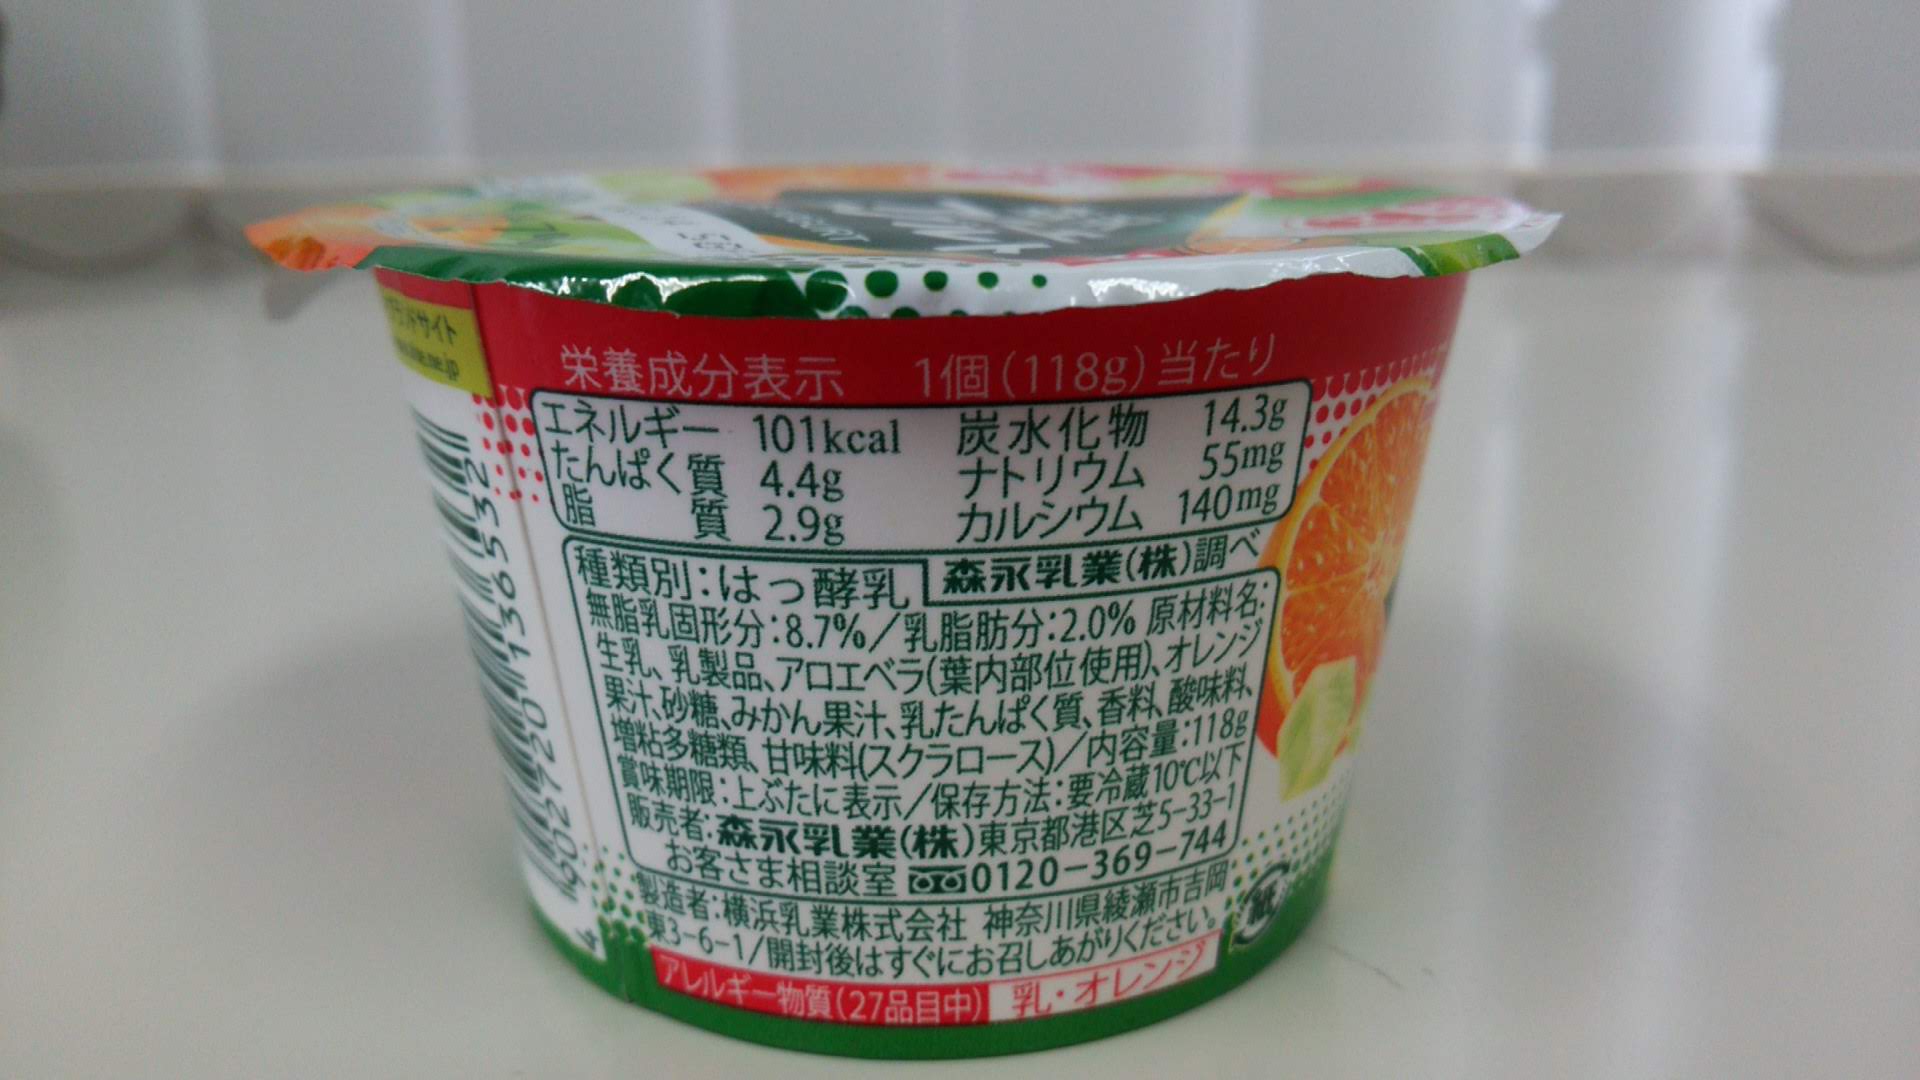 ブランドサイト
栄養成分表示 1個(118g)当たり
エネルギー 101kcal 炭水化物 14.3g
たんぱく質 4.4g ナトリウム 55mg
脂質 2.9g カルシウム 140mg
森永乳業(株)調べ
種類別:はっ酵乳
無脂乳固形分:8.7%/乳脂肪分:2.0% 原材料名:
生乳、乳製品、アロエベラ(葉内部位使用)、オレンジ
果汁、砂糖、みかん果汁、乳たんぱく質、香料、酸味料、
増粘多糖類、甘味料(スクラロース)/内容量:118g
賞味期限:上ぶたに表示/保存方法:要冷蔵10℃以下
販売者:森永乳業(株)東京都港区芝5-33-1
お客さま相談室 0120-369-744
製造者:横浜乳業株式会社 神奈川県綾瀬市吉岡
東3-6-1/開封後はすぐにお召しあがりください。
アレルギー物質(27品目中) 乳・オレンジ
紙
4 902720 136532